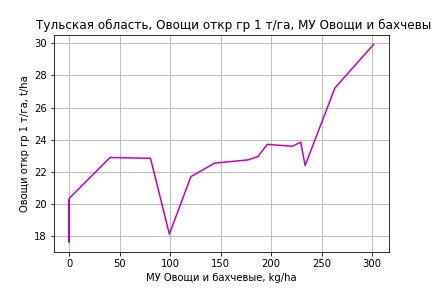 Тульская область, Овощи откр гр 1 т/га, МУ Овощи и бахчевы
30
28
26
24
22
20
18
Овощи откр гр 1 т/га, t/ha
0 50 100 150 200 250 300
МУ Овощи и бахчевые, kg/ha